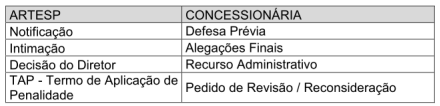 ARTESP CONCESSIONÁRIA
Notificação Defesa Prévia
Intimação Alegações Finais
Decisão do Diretor Recurso Administrativo
TAP - Termo de Aplicação de Penalidade Pedido de Revisão / Reconsideração